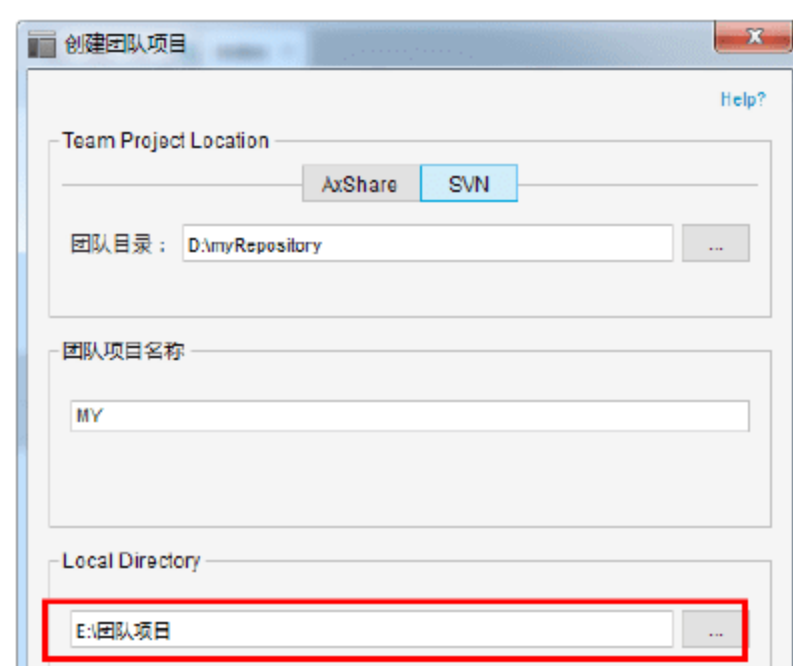 创建团队项目
Help?
Team Project Location
AxShare
SVN
团队目录：
D:\myRepository
...
团队项目名称
MY
Local Directory
E:\团队项目
...